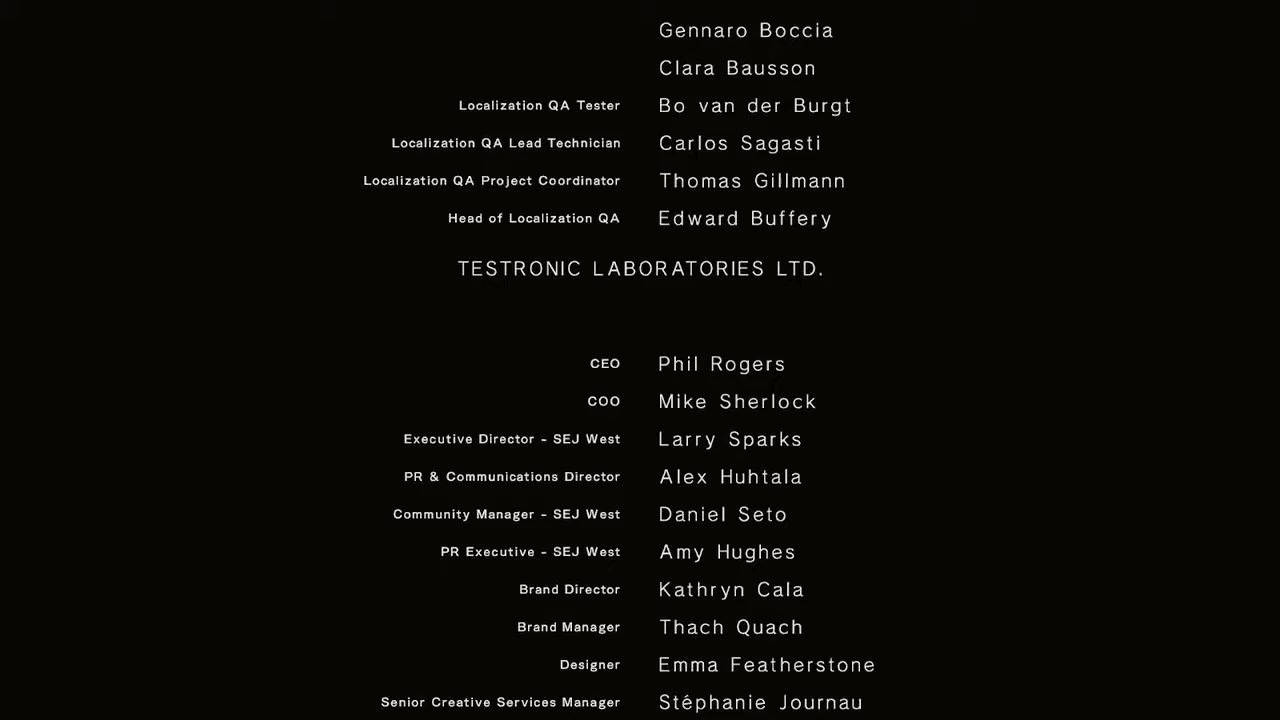 Gennaro Boccia
Clara Bausson
Localization QA Tester Bo van der Burgt
Localization QA Lead Technician Carlos Sagasti
Localization QA Project Coordinator Thomas Gillmann
Head of Localization QA Edward Buffery
TESTRONIC LABORATORIES LTD.
CEO Phil Rogers
COO Mike Sherlock
Executive Director - SEJ West Larry Sparks
PR & Communications Director Alex Huhtala
Community Manager - SEJ West Daniel Seto
PR Executive - SEJ West Amy Hughes
Brand Director Kathryn Cala
Brand Manager Thach Quach
Designer Emma Featherstone
Senior Creative Services Manager Stéphanie Journau